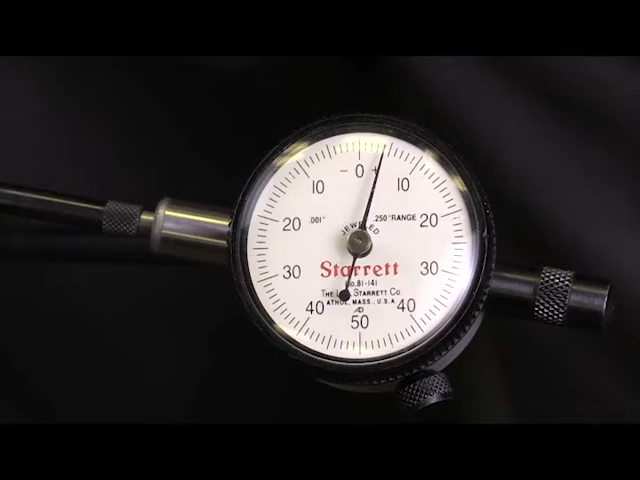 - 0 +
10 10
20 .001" .250" RANGE 20
JEWELED
Starrett
30 30
No. 81-141
THE L.S. STARRETT CO.
40 ATHOL, MASS., U.S.A. 40
50